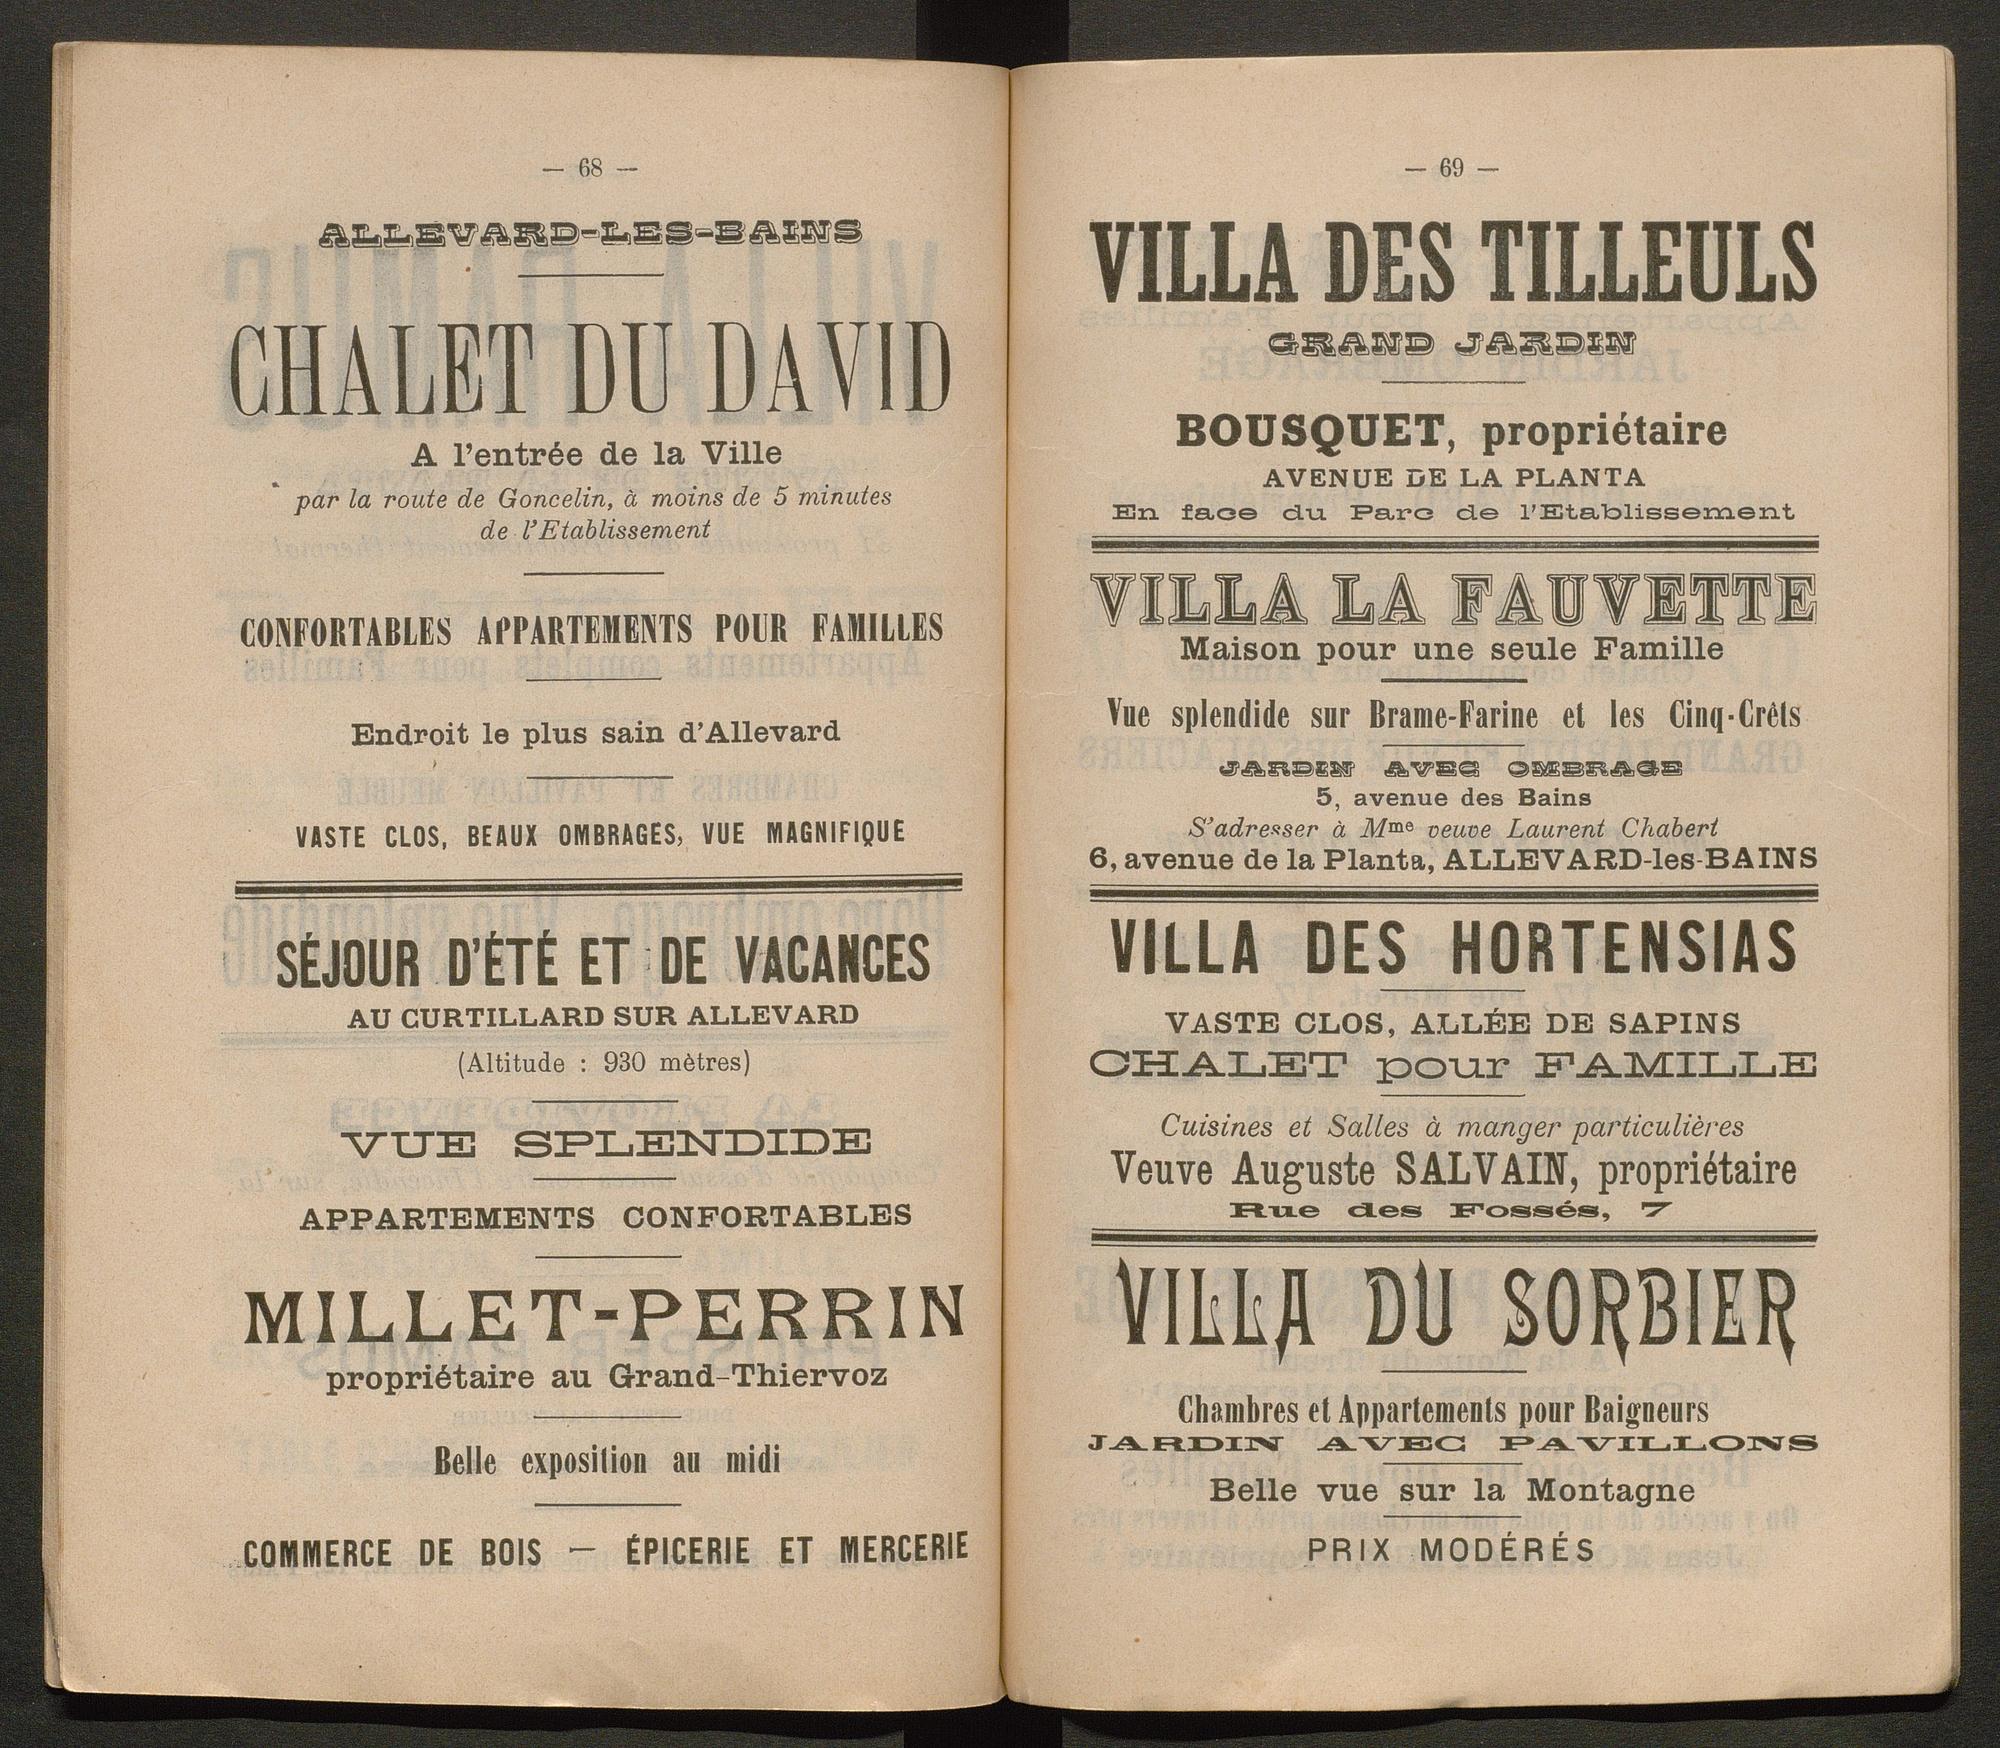 — 68 —
ALLEVARD-LES-BAINS
CHALET DU DAVID
A l'entrée de la Ville
par la route de Goncelin, à moins de 5 minutes
de l'Etablissement
CONFORTABLES APPARTEMENTS POUR FAMILLES
Endroit le plus sain d'Allevard
VASTE CLOS, BEAUX OMBRAGES, VUE MAGNIFIQUE
SÉJOUR D'ÉTÉ ET DE VACANCES
AU CURTILLARD SUR ALLEVARD
(Altitude : 930 mètres)
VUE SPLENDIDE
APPARTEMENTS CONFORTABLES
MILLET-PERRIN
propriétaire au Grand-Thiervoz
Belle exposition au midi
COMMERCE DE BOIS — ÉPICERIE ET MERCERIE
— 69 —
VILLA DES TILLEULS
GRAND JARDIN
BOUSQUET, propriétaire
AVENUE DE LA PLANTA
En face du Parc de l'Etablissement
VILLA LA FAUVETTE
Maison pour une seule Famille
Vue splendide sur Brame-Farine et les Cinq-Crêts
JARDIN AVEC OMBRAGE
5, avenue des Bains
S'adresser à Mme veuve Laurent Chabert
6, avenue de la Planta, ALLEVARD-les-BAINS
VILLA DES HORTENSIAS
VASTE CLOS, ALLÉE DE SAPINS
CHALET pour FAMILLE
Cuisines et Salles à manger particulières
Veuve Auguste SALVAIN, propriétaire
Rue des Fossés, 7
VILLA DU SORBIER
Chambres et Appartements pour Baigneurs
JARDIN AVEC PAVILLONS
Belle vue sur la Montagne
PRIX MODÉRÉS